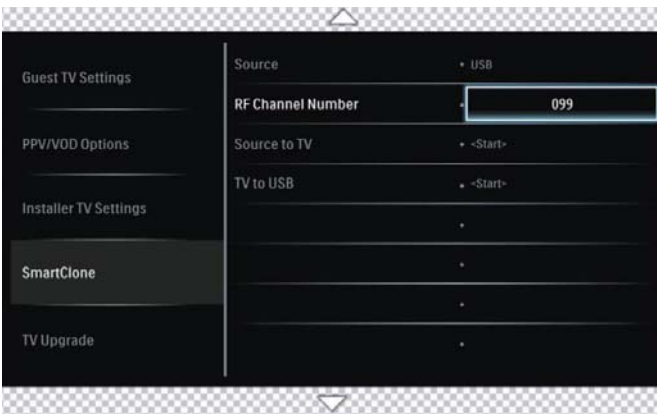 Guest TV Settings
PPV/VOD Options
Installer TV Settings
SmartClone
TV Upgrade
Source • USB
RF Channel Number • 099
Source to TV • <Start>
TV to USB • <Start>
•
•
•
•